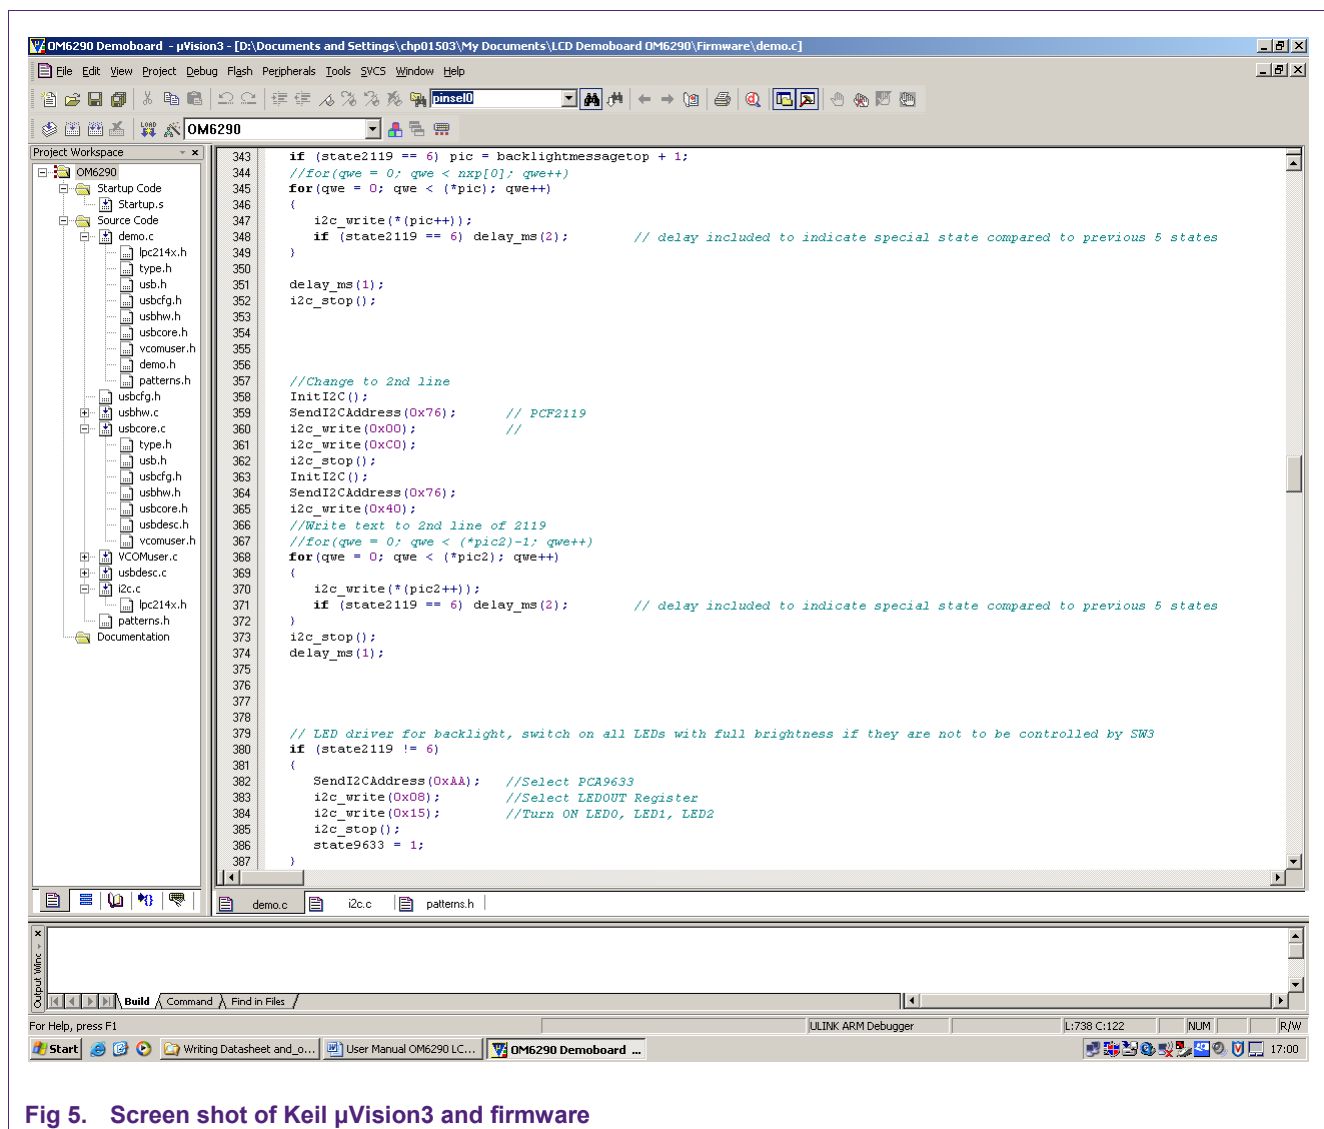 OM6290 Demoboard - µVision3 - [D:\Documents and Settings\chp01503\My Documents\LCD Demoboard OM6290\Firmware\demo.c]
File Edit View Project Debug Flash Peripherals Tools SVCS Window Help
pinsel0
LOAD OM6290
Project Workspace
OM6290
Startup Code
Startup.s
Source Code
demo.c
lpc214x.h
type.h
usb.h
usbcfg.h
usbhw.h
usbcore.h
vcomuser.h
demo.h
patterns.h
usbcfg.h
usbhw.c
usbcore.c
type.h
usb.h
usbcfg.h
usbhw.h
usbcore.h
usbdesc.h
vcomuser.h
VCOMuser.c
usbdesc.c
i2c.c
lpc214x.h
patterns.h
Documentation
343 if (state2119 == 6) pic = backlightmessagetop + 1;
344 //for(qwe = 0; qwe < nxp[0]; qwe++)
345 for(qwe = 0; qwe < (*pic); qwe++)
346 {
347 i2c_write(*(pic++));
348 if (state2119 == 6) delay_ms(2); // delay included to indicate special state compared to previous 5 states
349 }
350
351 delay_ms(1);
352 i2c_stop();
353
354
355
356
357 //Change to 2nd line
358 InitI2C();
359 SendI2CAddress(0x76); // PCF2119
360 i2c_write(0x00); //
361 i2c_write(0xC0);
362 i2c_stop();
363 InitI2C();
364 SendI2CAddress(0x76);
365 i2c_write(0x40);
366 //Write text to 2nd line of 2119
367 //for(qwe = 0; qwe < (*pic2)-1; qwe++)
368 for(qwe = 0; qwe < (*pic2); qwe++)
369 {
370 i2c_write(*(pic2++));
371 if (state2119 == 6) delay_ms(2); // delay included to indicate special state compared to previous 5 states
372 }
373 i2c_stop();
374 delay_ms(1);
375
376
377
378
379 // LED driver for backlight, switch on all LEDs with full brightness if they are not to be controlled by SW3
380 if (state2119 != 6)
381 {
382 SendI2CAddress(0xAA); //Select PCA9633
383 i2c_write(0x08); //Select LEDOUT Register
384 i2c_write(0x15); //Turn ON LED0, LED1, LED2
385 i2c_stop();
386 state9633 = 1;
387 }
demo.c i2c.c patterns.h
Build Command Find in Files
For Help, press F1 ULINK ARM Debugger L:738 C:122 NUM R/W
Start Writing Datasheet and_o... User Manual OM6290 LC... OM6290 Demoboard ... 17:00
Fig 5. Screen shot of Keil µVision3 and firmware